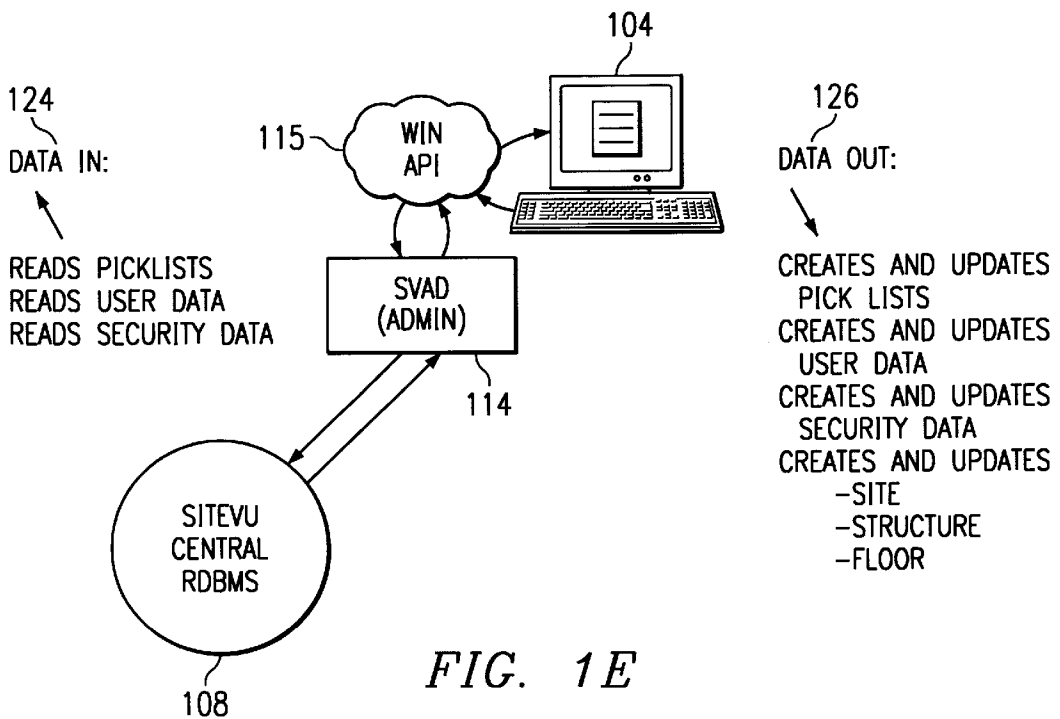 104
124
DATA IN:
READS PICKLISTS
READS USER DATA
READS SECURITY DATA
115
WIN
API
126
DATA OUT:
CREATES AND UPDATES
PICK LISTS
CREATES AND UPDATES
USER DATA
CREATES AND UPDATES
SECURITY DATA
CREATES AND UPDATES
-SITE
-STRUCTURE
-FLOOR
SVAD
(ADMIN)
114
SITEVU
CENTRAL
RDBMS
108
FIG. 1E